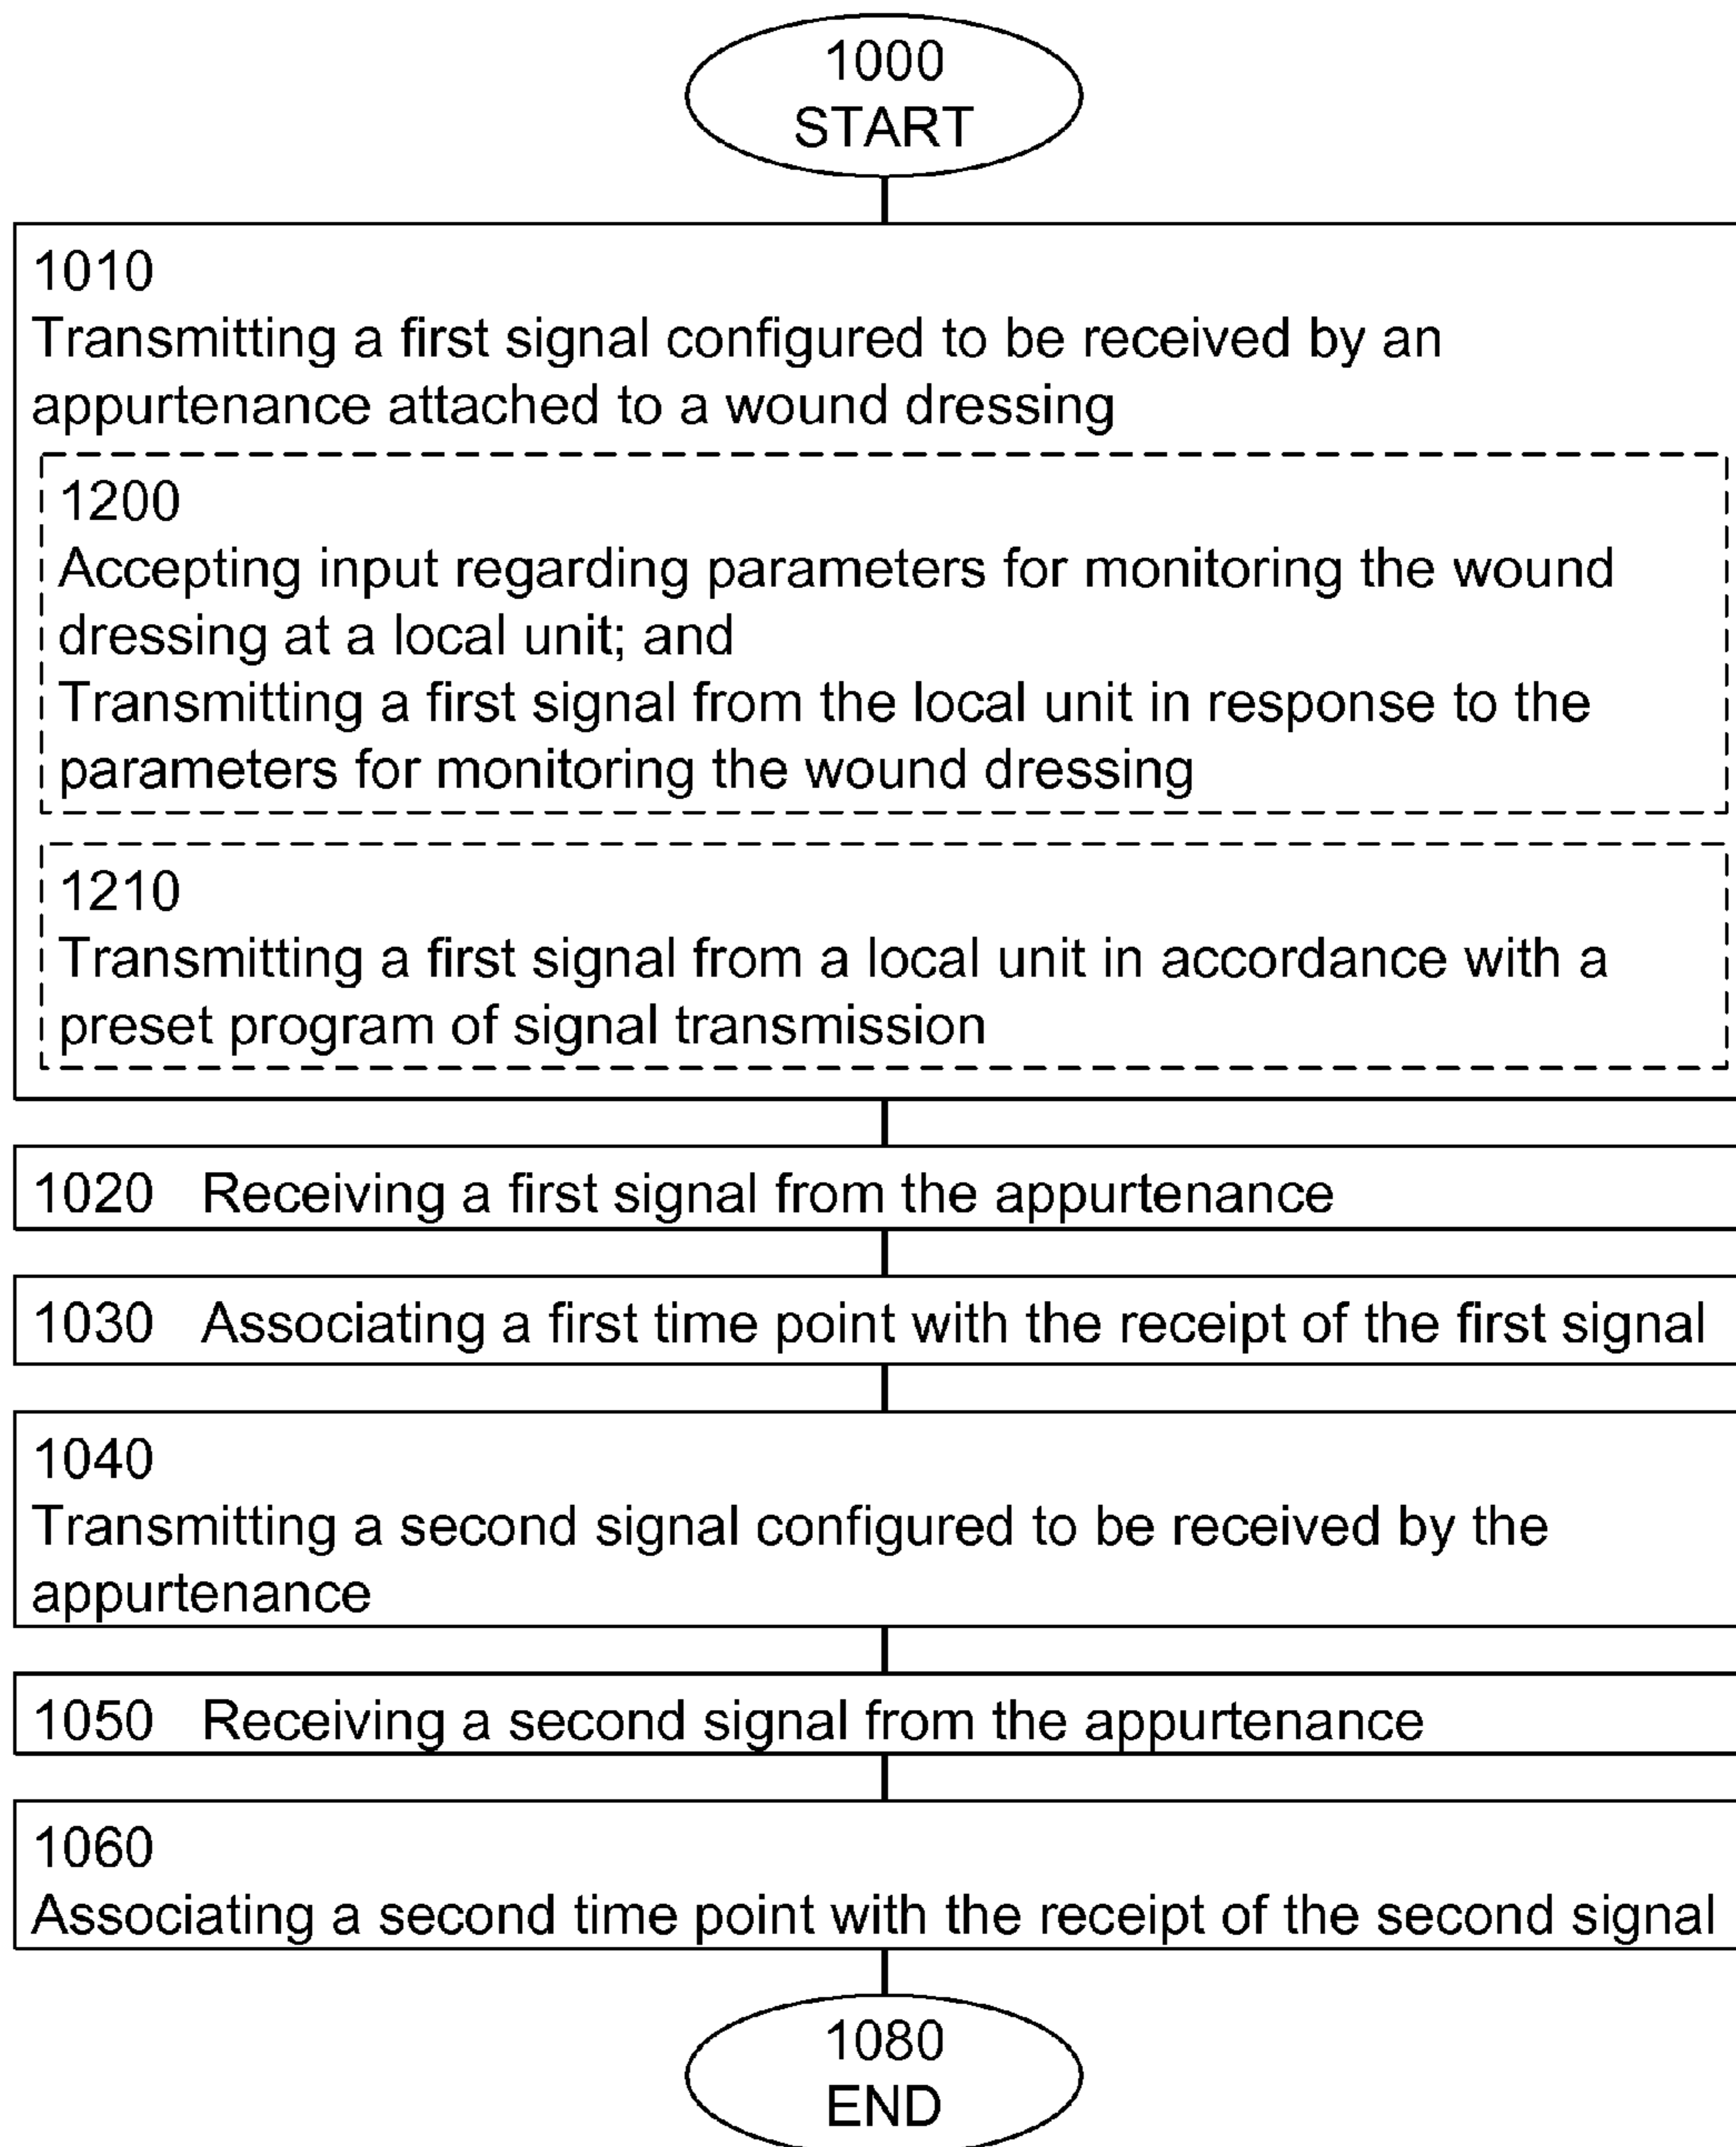 1000
START
1010
Transmitting a first signal configured to be received by an
appurtenance attached to a wound dressing
1200
Accepting input regarding parameters for monitoring the wound
dressing at a local unit; and
Transmitting a first signal from the local unit in response to the
parameters for monitoring the wound dressing
1210
Transmitting a first signal from a local unit in accordance with a
preset program of signal transmission
1020 Receiving a first signal from the appurtenance
1030 Associating a first time point with the receipt of the first signal
1040
Transmitting a second signal configured to be received by the
appurtenance
1050 Receiving a second signal from the appurtenance
1060
Associating a second time point with the receipt of the second signal
1080
END